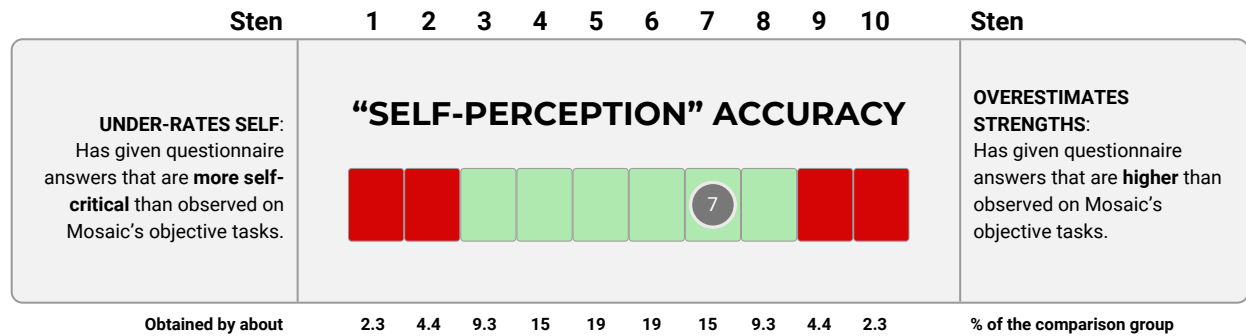 Sten 1 2 3 4 5 6 7 8 9 10 Sten
UNDER-RATES SELF:
Has given questionnaire
answers that are more self-
critical than observed on
Mosaic’s objective tasks.
“SELF-PERCEPTION” ACCURACY
7
OVERESTIMATES
STRENGTHS:
Has given questionnaire
answers that are higher than
observed on Mosaic’s
objective tasks.
Obtained by about 2.3 4.4 9.3 15 19 19 15 9.3 4.4 2.3 % of the comparison group